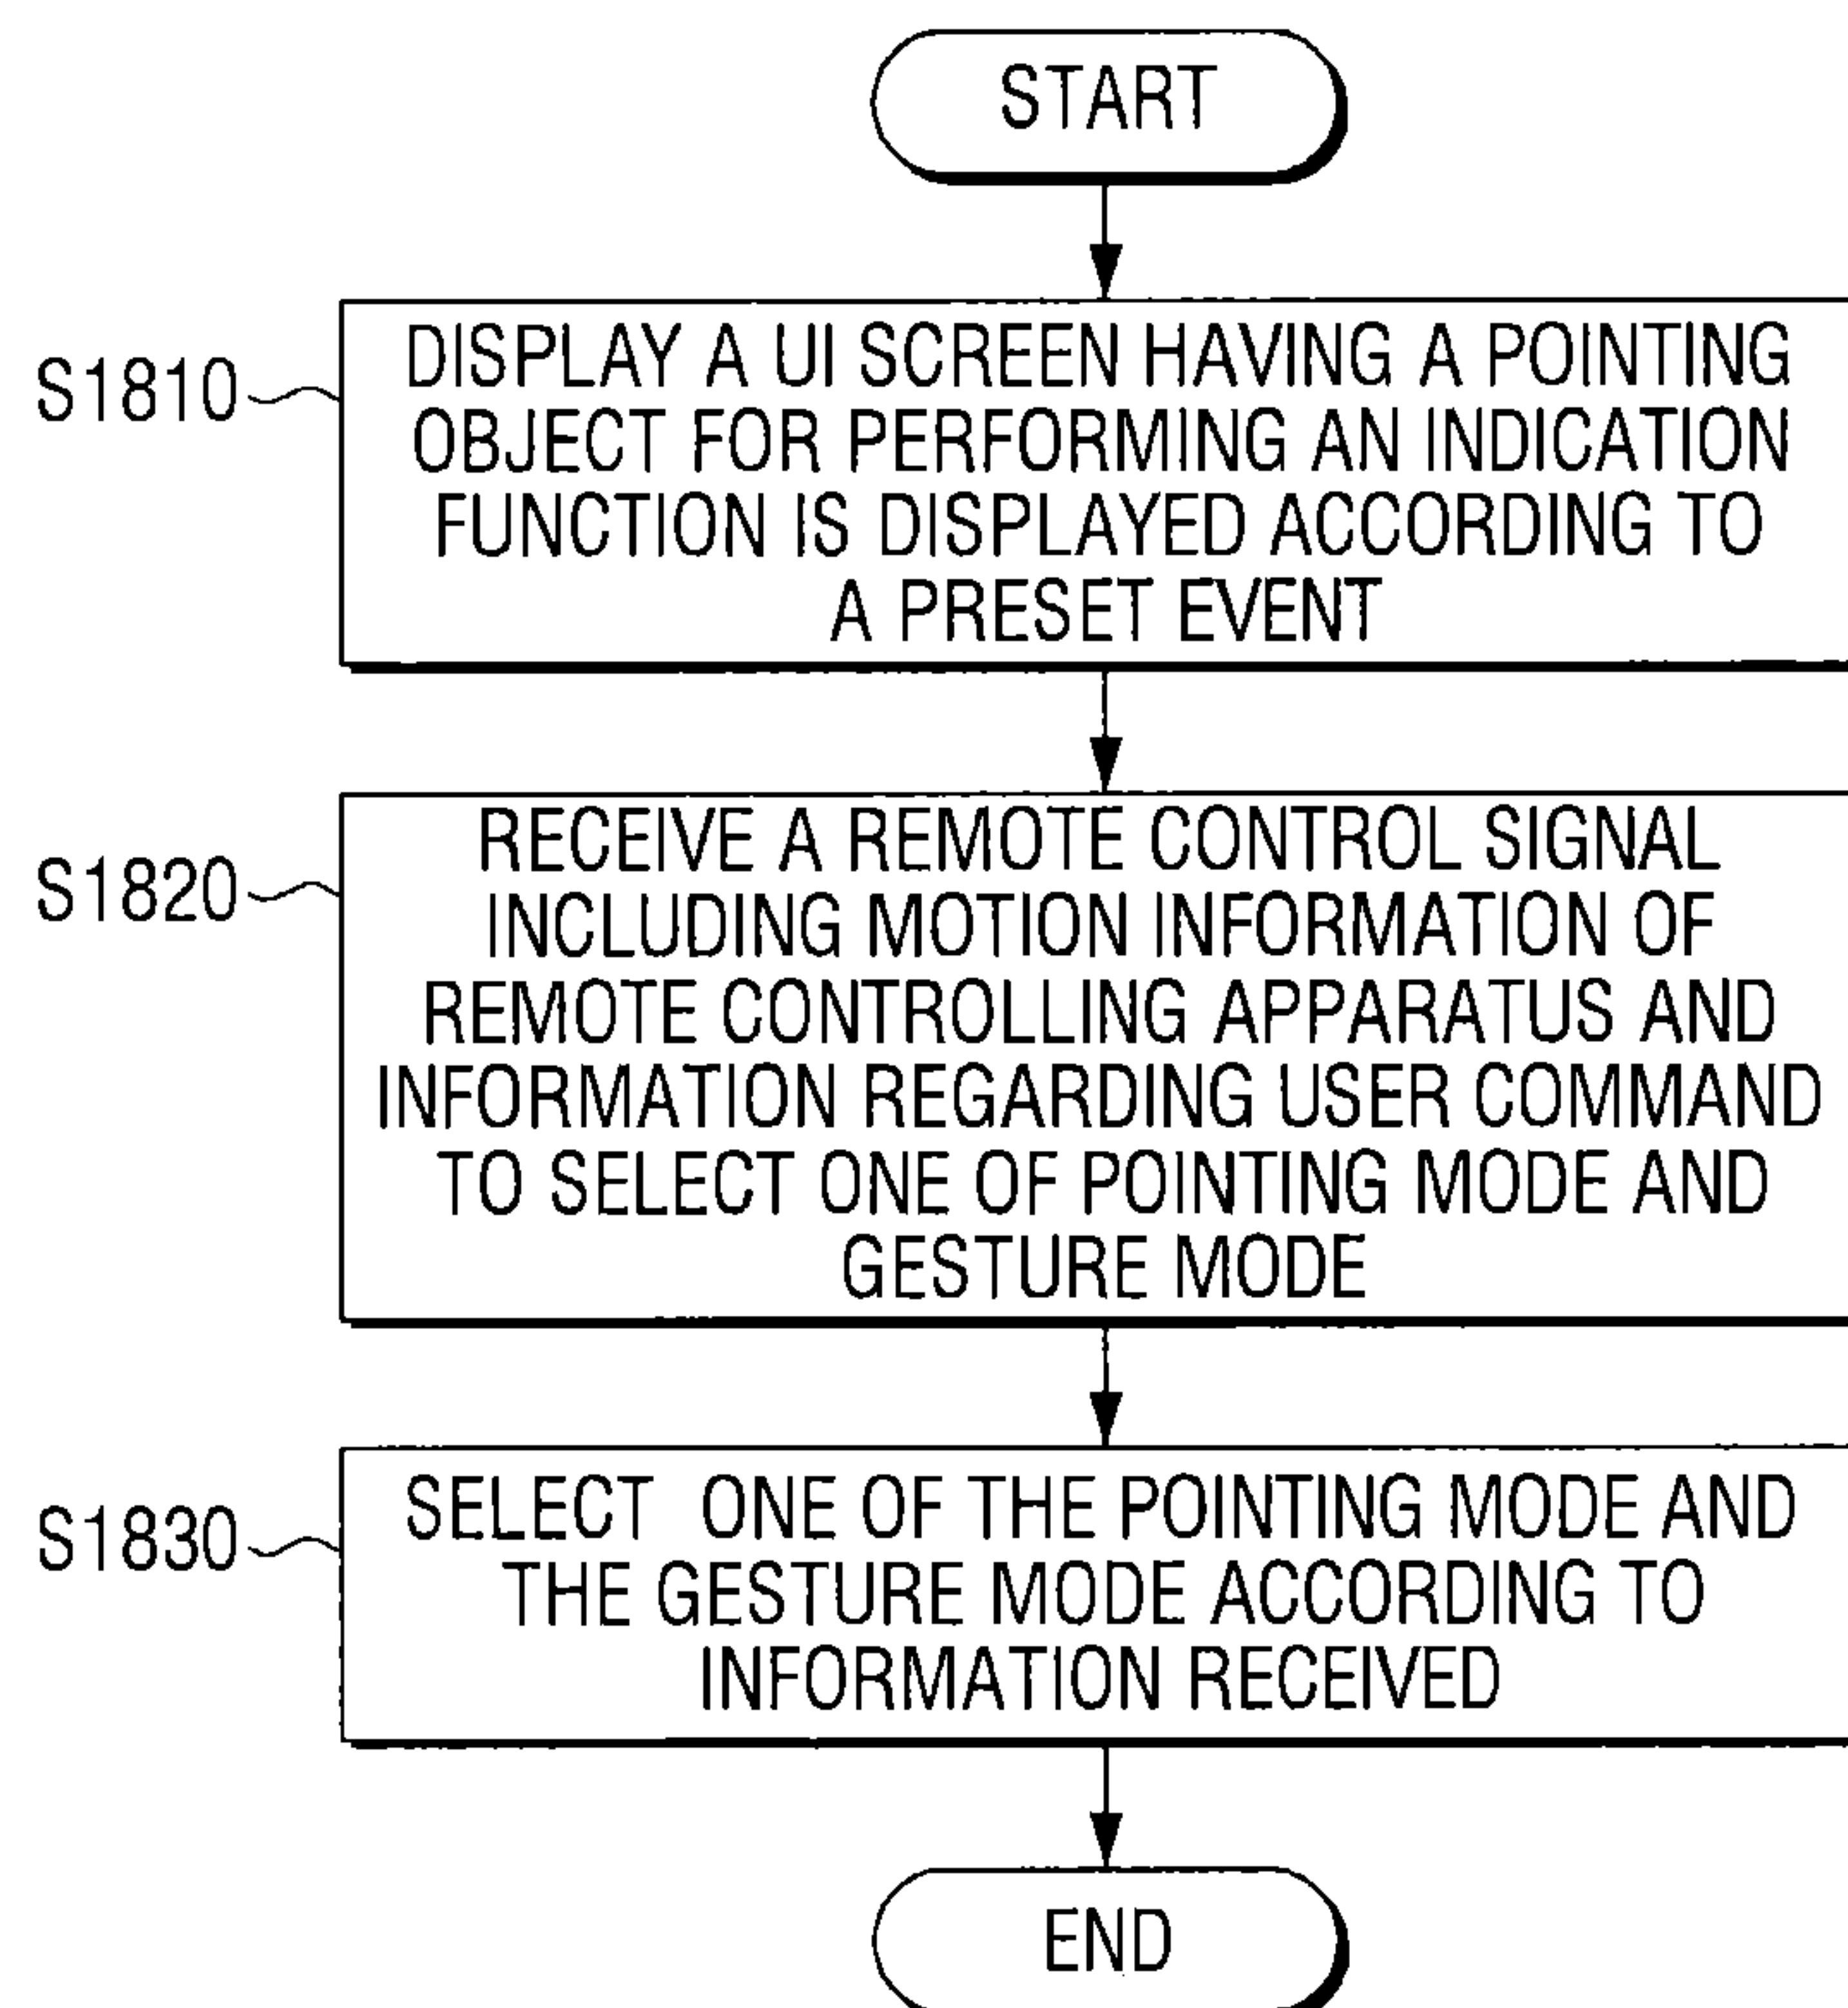 START
S1810
DISPLAY A UI SCREEN HAVING A POINTING
OBJECT FOR PERFORMING AN INDICATION
FUNCTION IS DISPLAYED ACCORDING TO
A PRESET EVENT
S1820
RECEIVE A REMOTE CONTROL SIGNAL
INCLUDING MOTION INFORMATION OF
REMOTE CONTROLLING APPARATUS AND
INFORMATION REGARDING USER COMMAND
TO SELECT ONE OF POINTING MODE AND
GESTURE MODE
S1830
SELECT ONE OF THE POINTING MODE AND
THE GESTURE MODE ACCORDING TO
INFORMATION RECEIVED
END